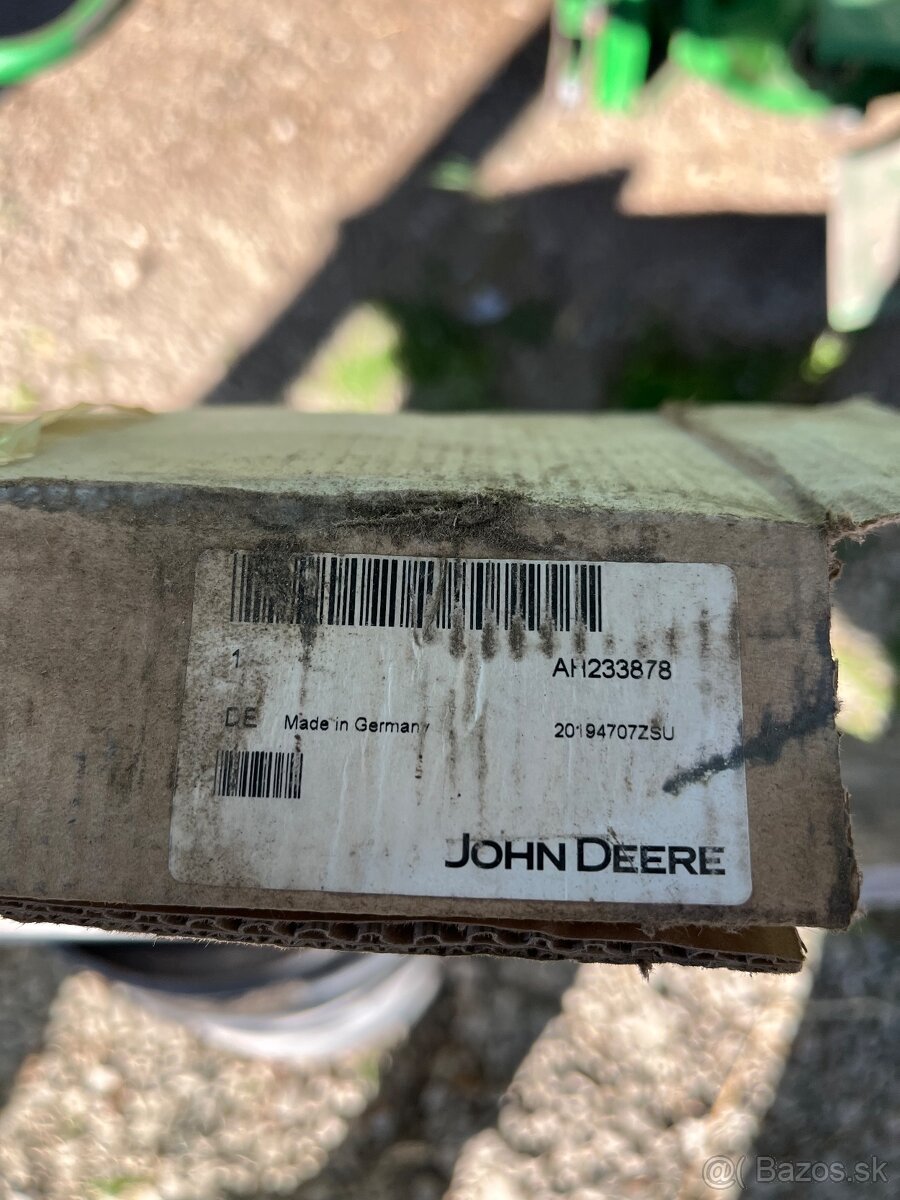 1 AH233878
DE Made in Germany 20194707ZSU
JOHN DEERE
@( Bazos.sk